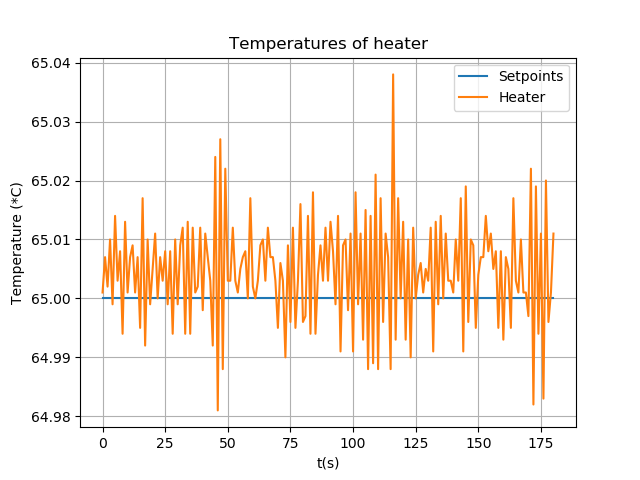 Temperatures of heater
Setpoints
Heater
Temperature (*C)
65.04
65.03
65.02
65.01
65.00
64.99
64.98
0 25 50 75 100 125 150 175
t(s)